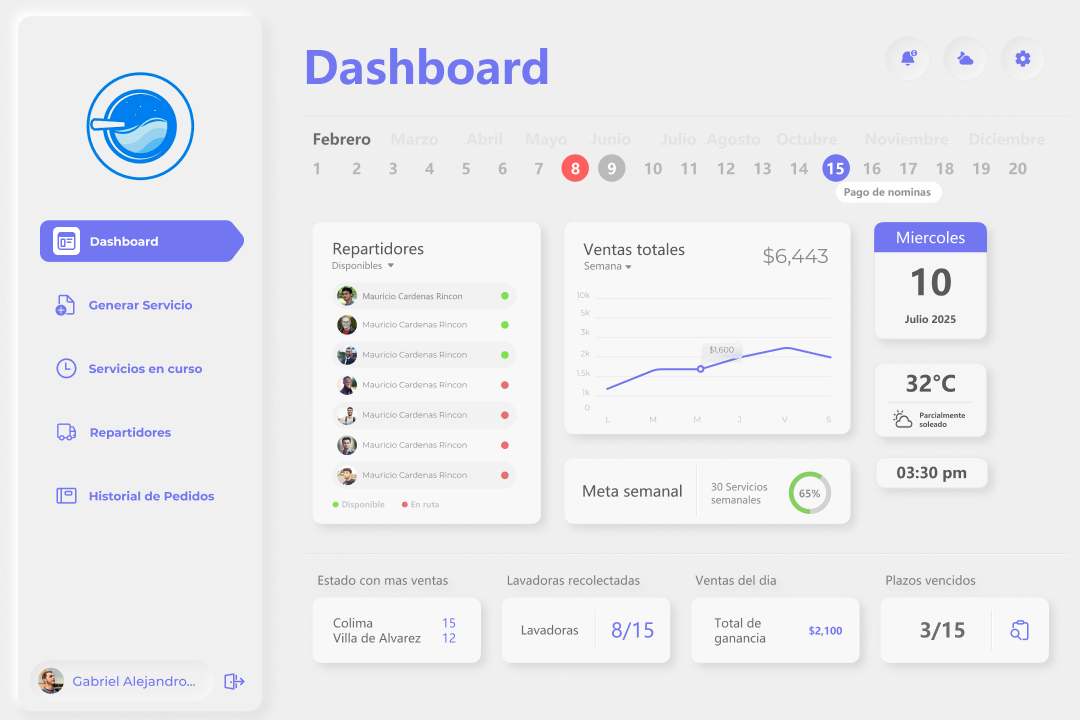 Dashboard
Febrero Marzo Abril Mayo Junio Julio Agosto Octubre Noviembre Diciembre
1 2 3 4 5 6 7 8 9 10 11 12 13 14 15 16 17 18 19 20
Pago de nominas
Dashboard
Generar Servicio
Servicios en curso
Repartidores
Historial de Pedidos
Gabriel Alejandro...
Repartidores
Disponibles
Mauricio Cardenas Rincon
Mauricio Cardenas Rincon
Mauricio Cardenas Rincon
Mauricio Cardenas Rincon
Mauricio Cardenas Rincon
Mauricio Cardenas Rincon
Mauricio Cardenas Rincon
Disponible En ruta
Ventas totales
Semana
$6,443
10k
5k
3k
2k
1.5k
1k
0
$1,600
L M M J V S
Meta semanal
30 Servicios
semanales
65%
Miercoles
10
Julio 2025
32°C
Parcialmente
soleado
03:30 pm
Estado con mas ventas
Colima 15
Villa de Alvarez 12
Lavadoras recolectadas
Lavadoras 8/15
Ventas del dia
Total de
ganancia
$2,100
Plazos vencidos
3/15